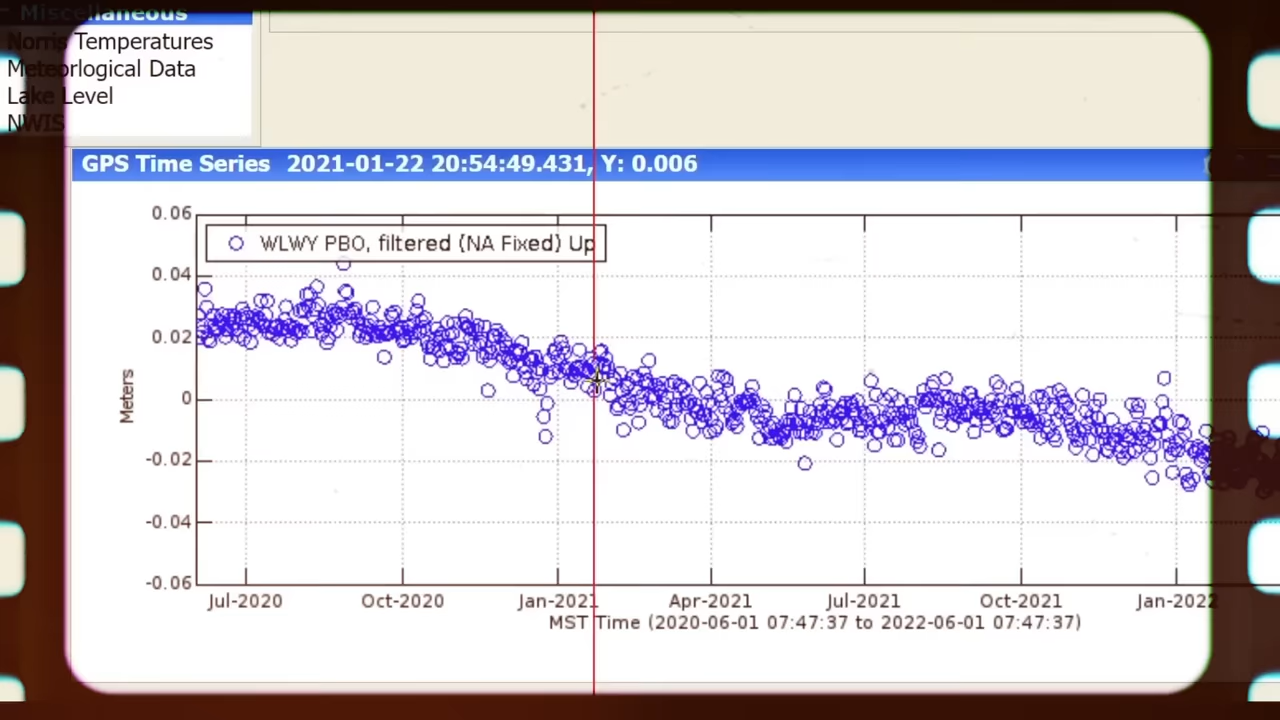 Miscellaneous
Norris Temperatures
Meteorlogical Data
Lake Level
NWIS
GPS Time Series 2021-01-22 20:54:49.431, Y: 0.006
0.06
WLWY PBO, filtered (NA Fixed) Up
0.04
0.02
0
-0.02
-0.04
-0.06
Meters
Jul-2020 Oct-2020 Jan-2021 Apr-2021 Jul-2021 Oct-2021 Jan-2022
MST Time (2020-06-01 07:47:37 to 2022-06-01 07:47:37)